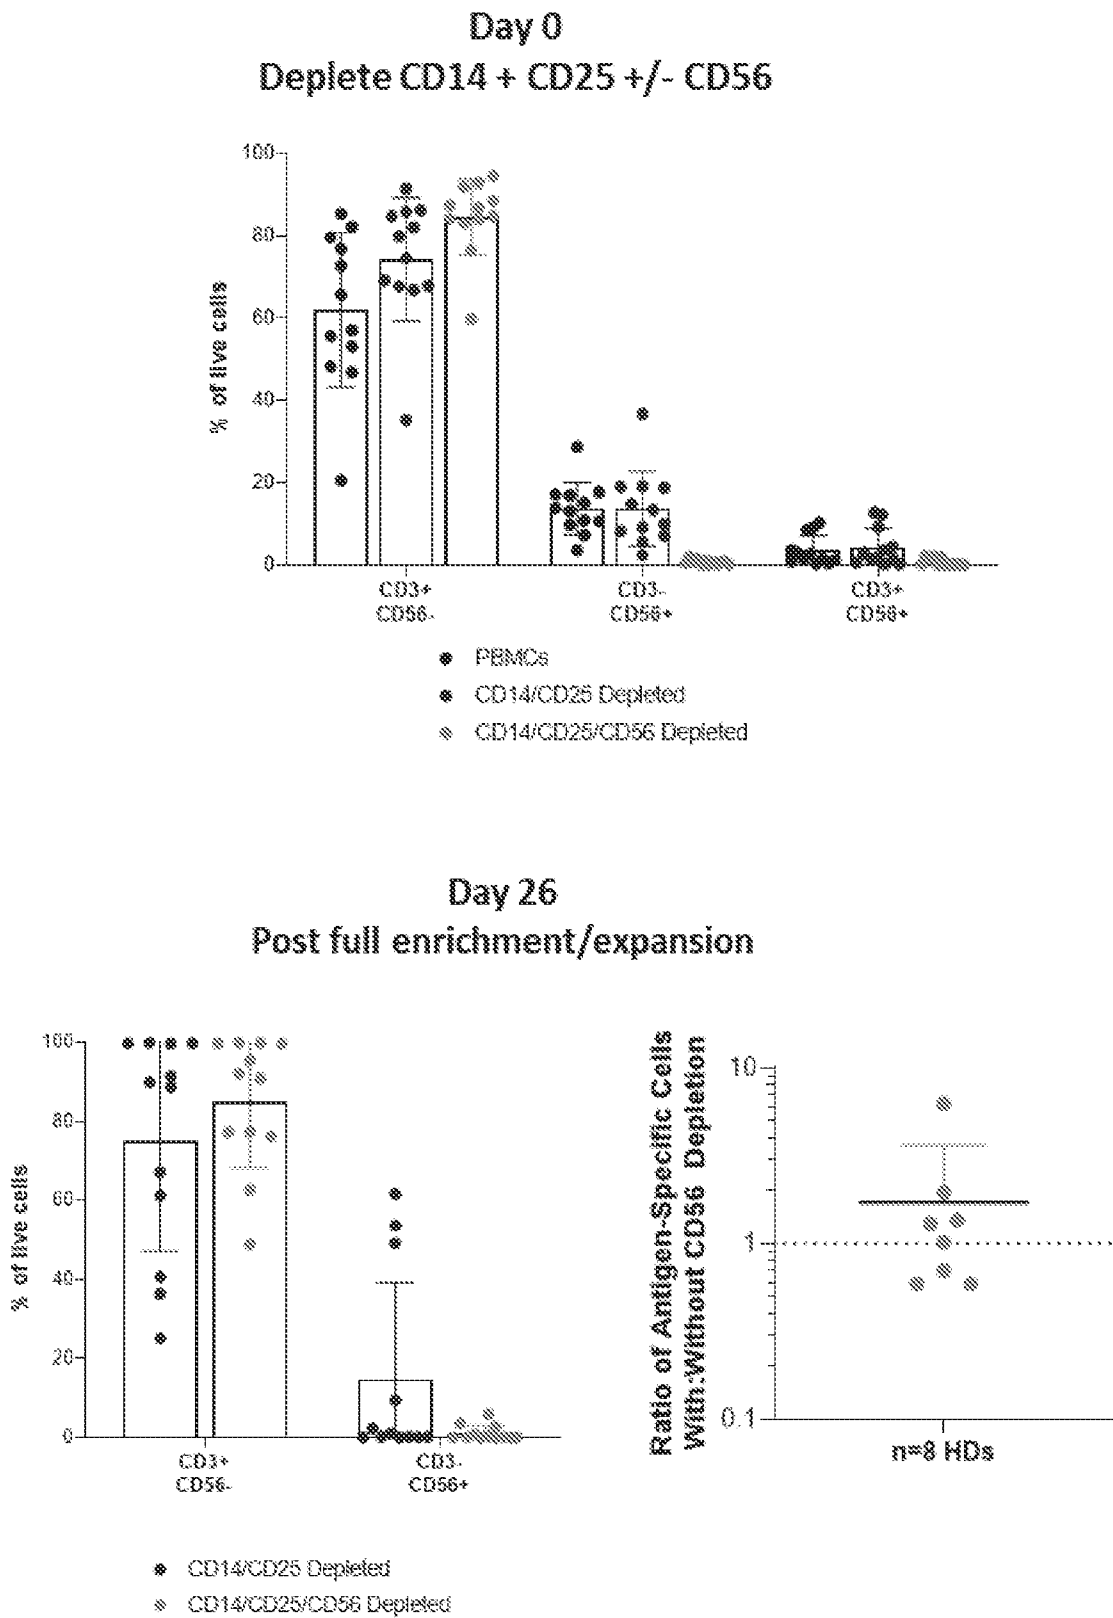 Day 0
Deplete CD14 + CD25 +/- CD56
100
80
60
40
20
0
% of live cells
CD3+
CD56-
CD3-
CD56+
CD3+
CD56+
PBMCs
CD14/CD25 Depleted
CD14/CD25/CD56 Depleted
Day 26
Post full enrichment/expansion
100
80
60
40
20
0
% of live cells
CD3+
CD56-
CD3-
CD56+
CD14/CD25 Depleted
CD14/CD25/CD56 Depleted
Ratio of Antigen-Specific Cells
With:Without CD56 Depletion
10
1
0.1
n=8 HDs